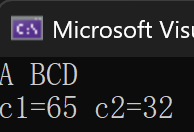 Microsoft Visu
A BCD
c1=65 c2=32